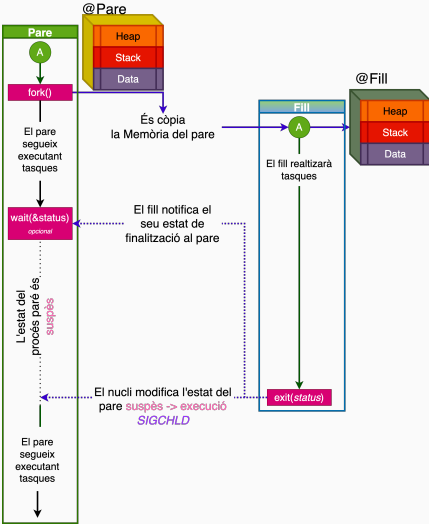 @Pare
Pare
A
Heap
Stack
Data
fork()
@Fill
És còpia
la Memòria del pare
Fill
A
Heap
Stack
Data
El pare
segueix
executant
tasques
El fill realtizarà
tasques
wait(&status)
opcional
El fill notifica el
seu estat de
finalització al pare
L'estat del
procés paré és
suspès
El nucli modifica l'estat del
pare suspès -> execució
SIGCHLD
exit(status)
El pare
segueix
executant
tasques